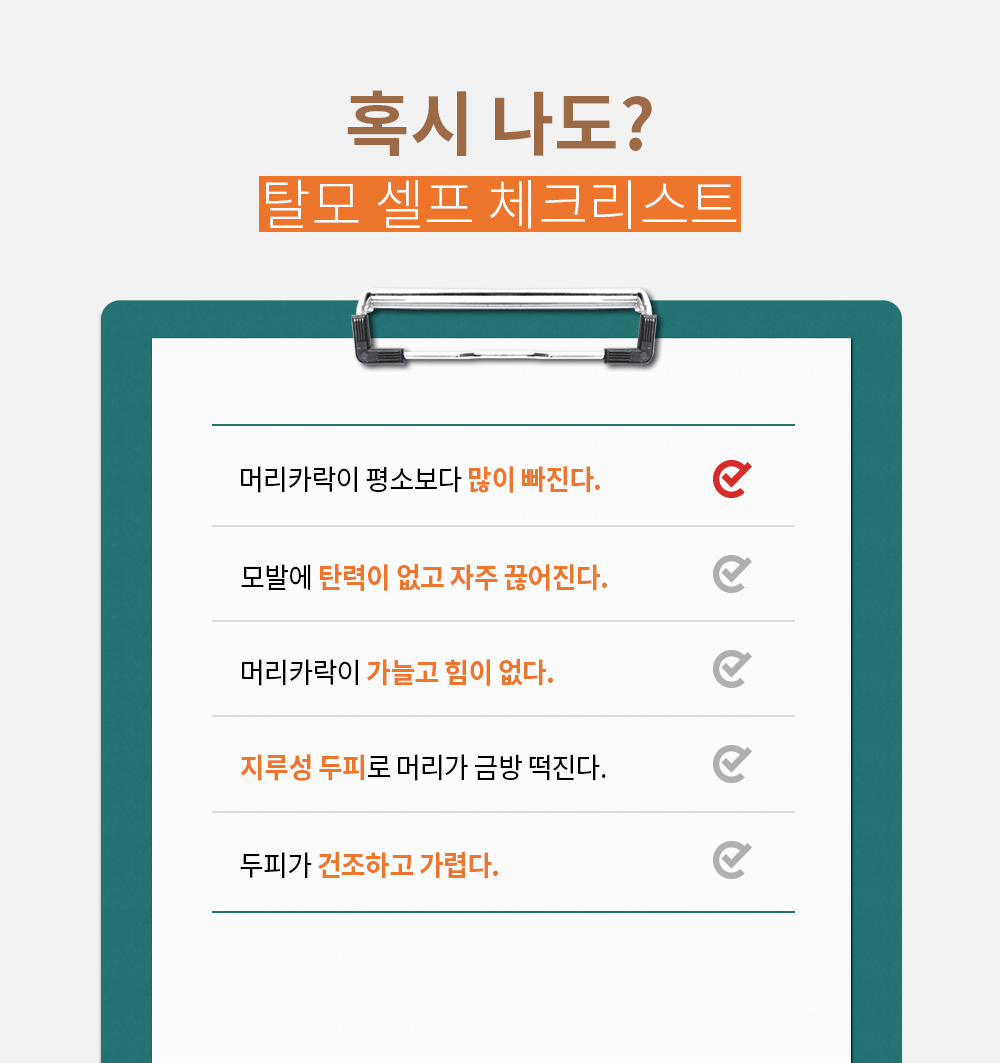 혹시 나도?
탈모 셀프 체크리스트
머리카락이 평소보다 많이 빠진다.
모발에 탄력이 없고 자주 끊어진다.
머리카락이 가늘고 힘이 없다.
지루성 두피로 머리가 금방 떡진다.
두피가 건조하고 가렵다.